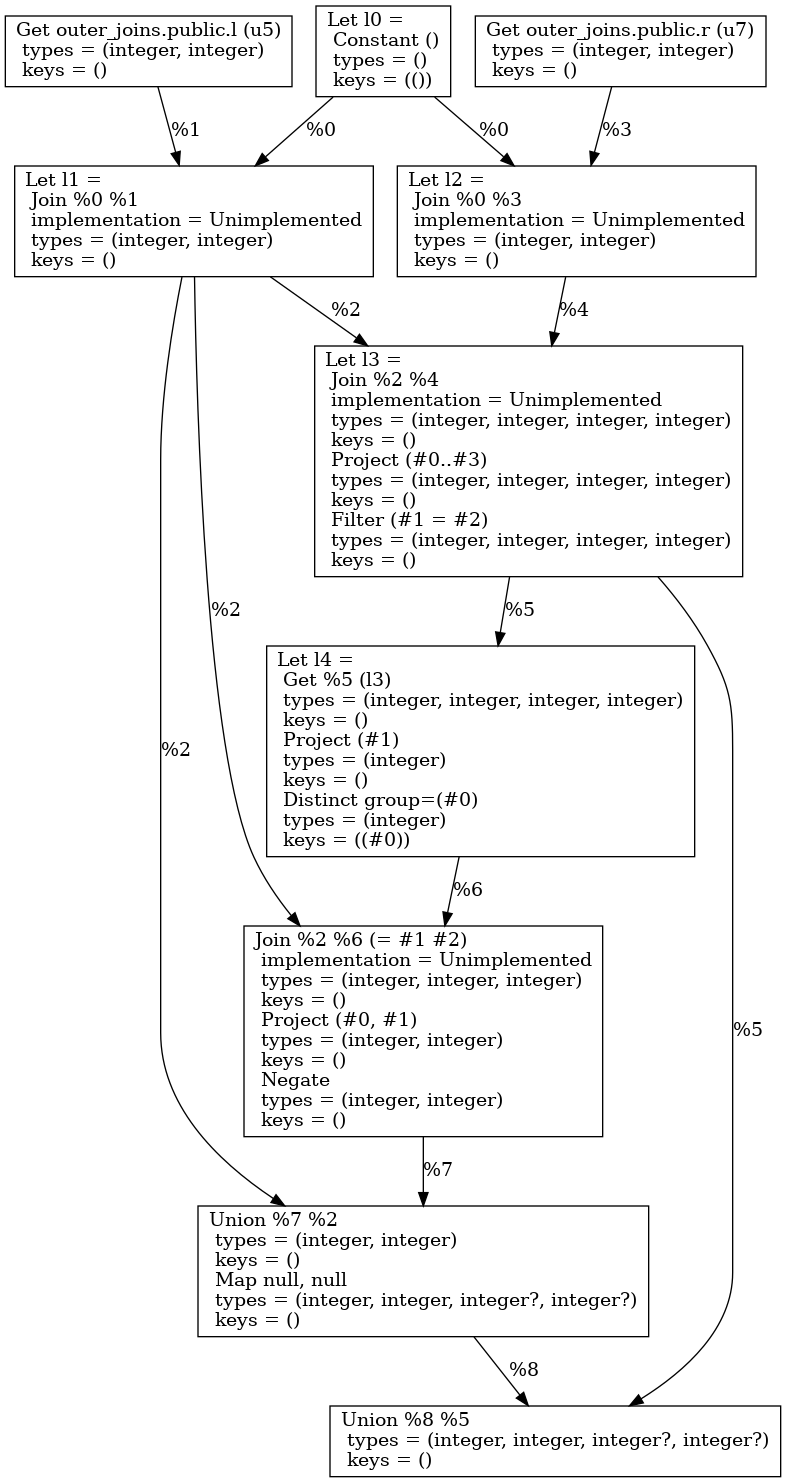 Get outer_joins.public.l (u5)
types = (integer, integer)
keys = ()
Let l0 =
Constant ()
types = ()
keys = (())
Get outer_joins.public.r (u7)
types = (integer, integer)
keys = ()
%1
%0
%0
%3
Let l1 =
Join %0 %1
implementation = Unimplemented
types = (integer, integer)
keys = ()
Let l2 =
Join %0 %3
implementation = Unimplemented
types = (integer, integer)
keys = ()
%2
%4
Let l3 =
Join %2 %4
implementation = Unimplemented
types = (integer, integer, integer, integer)
keys = ()
Project (#0..#3)
types = (integer, integer, integer, integer)
keys = ()
Filter (#1 = #2)
types = (integer, integer, integer, integer)
keys = ()
%2
%5
Let l4 =
Get %5 (l3)
types = (integer, integer, integer, integer)
keys = ()
Project (#1)
types = (integer)
keys = ()
Distinct group=(#0)
types = (integer)
keys = ((#0))
%2
%6
Join %2 %6 (= #1 #2)
implementation = Unimplemented
types = (integer, integer, integer)
keys = ()
Project (#0, #1)
types = (integer, integer)
keys = ()
Negate
types = (integer, integer)
keys = ()
%5
%7
Union %7 %2
types = (integer, integer)
keys = ()
Map null, null
types = (integer, integer, integer?, integer?)
keys = ()
%8
Union %8 %5
types = (integer, integer, integer?, integer?)
keys = ()